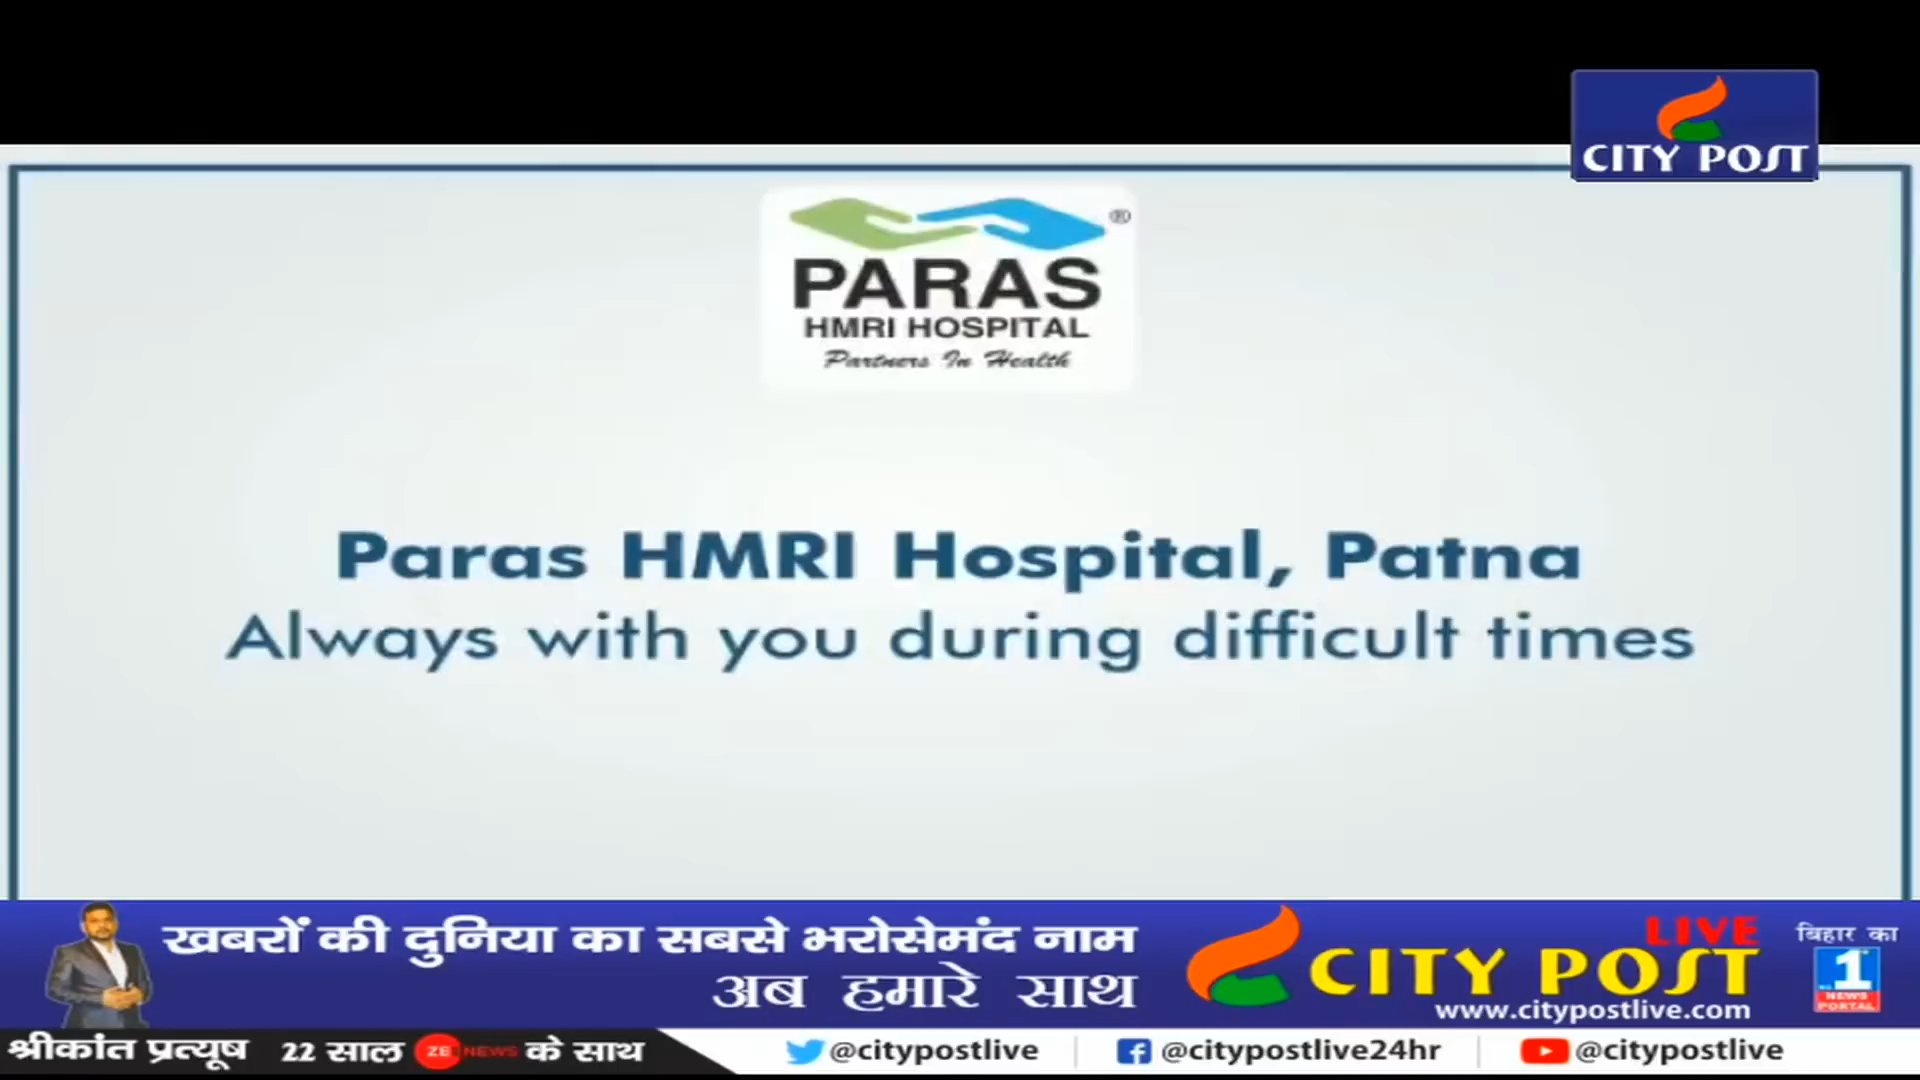 CITY POST
PARAS
HMRI HOSPITAL
Partners In Health
Paras HMRI Hospital, Patna
Always with you during difficult times
खबरों की दुनिया का सबसे भरोसेमंद नाम
अब हमारे साथ
LIVE
CITY POST
www.citypostlive.com
बिहार का
1
NEWS
PORTAL
श्रीकांत प्रत्यूष 22 साल ZEE NEWS के साथ
@citypostlive @citypostlive24hr @citypostlive